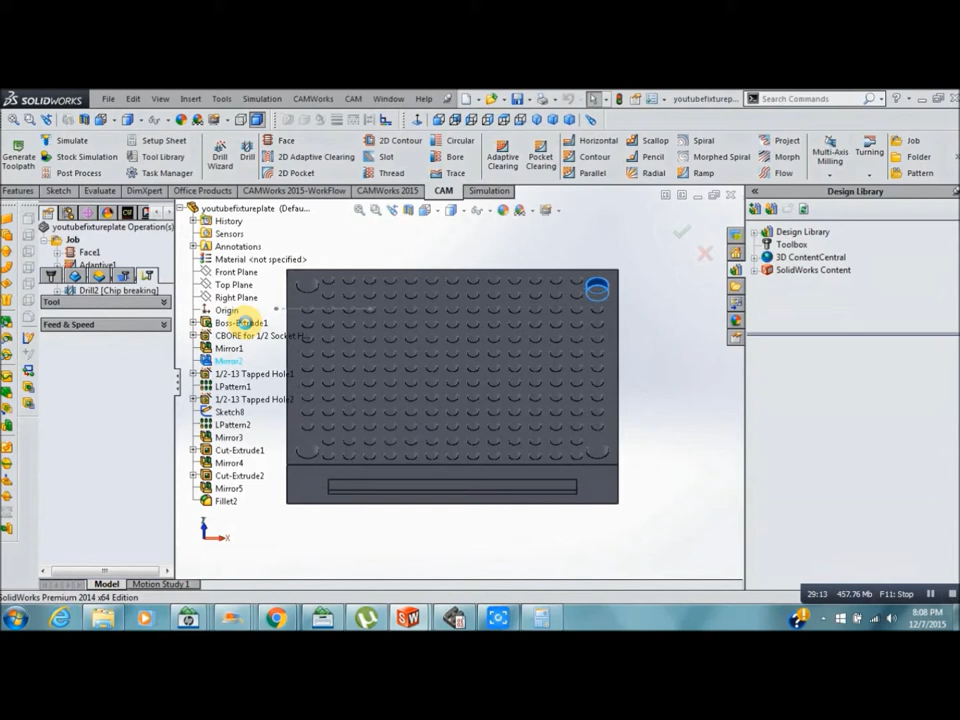 SOLIDWORKS File Edit View Insert Tools Simulation CAMWorks CAM Window Help youtubefixtureplate... Search Commands
Generate Toolpath Simulate Stock Simulation Post Process Setup Sheet Tool Library Task Manager Drill Wizard Drill Face 2D Adaptive Clearing 2D Pocket 2D Contour Slot Thread Circular Bore Trace Adaptive Clearing Pocket Clearing Horizontal Contour Parallel Scallop Pencil Radial Spiral Morphed Spiral Ramp Project Morph Flow Multi-Axis Milling Turning Job Folder Pattern
Features Sketch Evaluate DimXpert Office Products CAMWorks 2015-WorkFlow CAMWorks 2015 CAM Simulation
Design Library
youtubefixtureplate Operation(s)
Job
Face1
Adaptive1
Drill2 [Chip breaking]
Tool
Feed & Speed
youtubefixtureplate (Defau...
History
Sensors
Annotations
Material <not specified>
Front Plane
Top Plane
Right Plane
Origin
Boss-Extrude1
CBORE for 1/2 Socket H
Mirror1
Mirror2
1/2-13 Tapped Hole1
LPattern1
1/2-13 Tapped Hole2
Sketch8
LPattern2
Mirror3
Cut-Extrude1
Mirror4
Cut-Extrude2
Mirror5
Fillet2
Design Library
Toolbox
3D ContentCentral
SolidWorks Content
Z
X
Model Motion Study 1
SolidWorks Premium 2014 x64 Edition
29:13 457.76 Mb F11: Stop
8:08 PM
12/7/2015